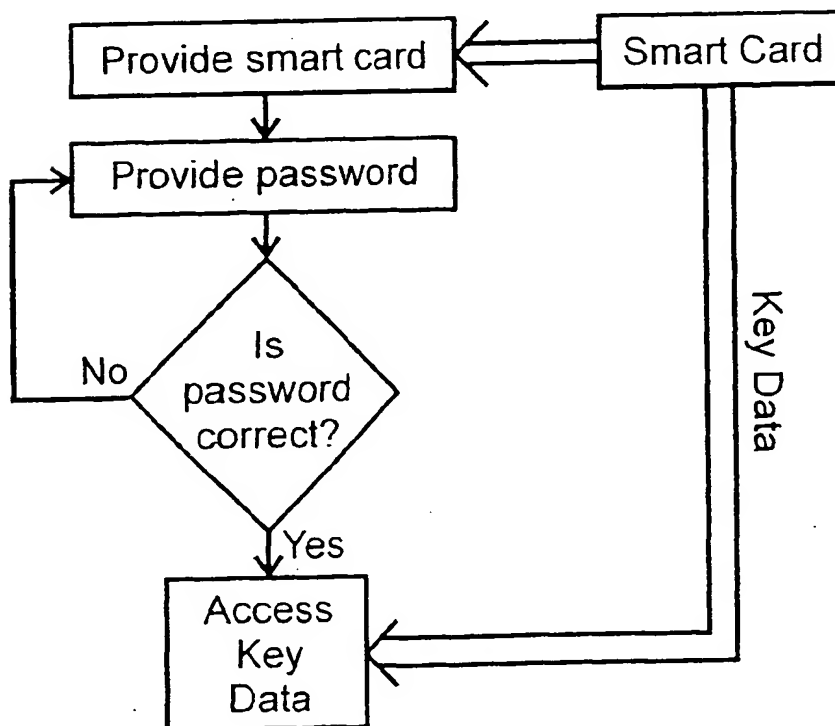 Provide smart card
Smart Card
Provide password
Is
password
correct?
No
Yes
Key Data
Access
Key
Data